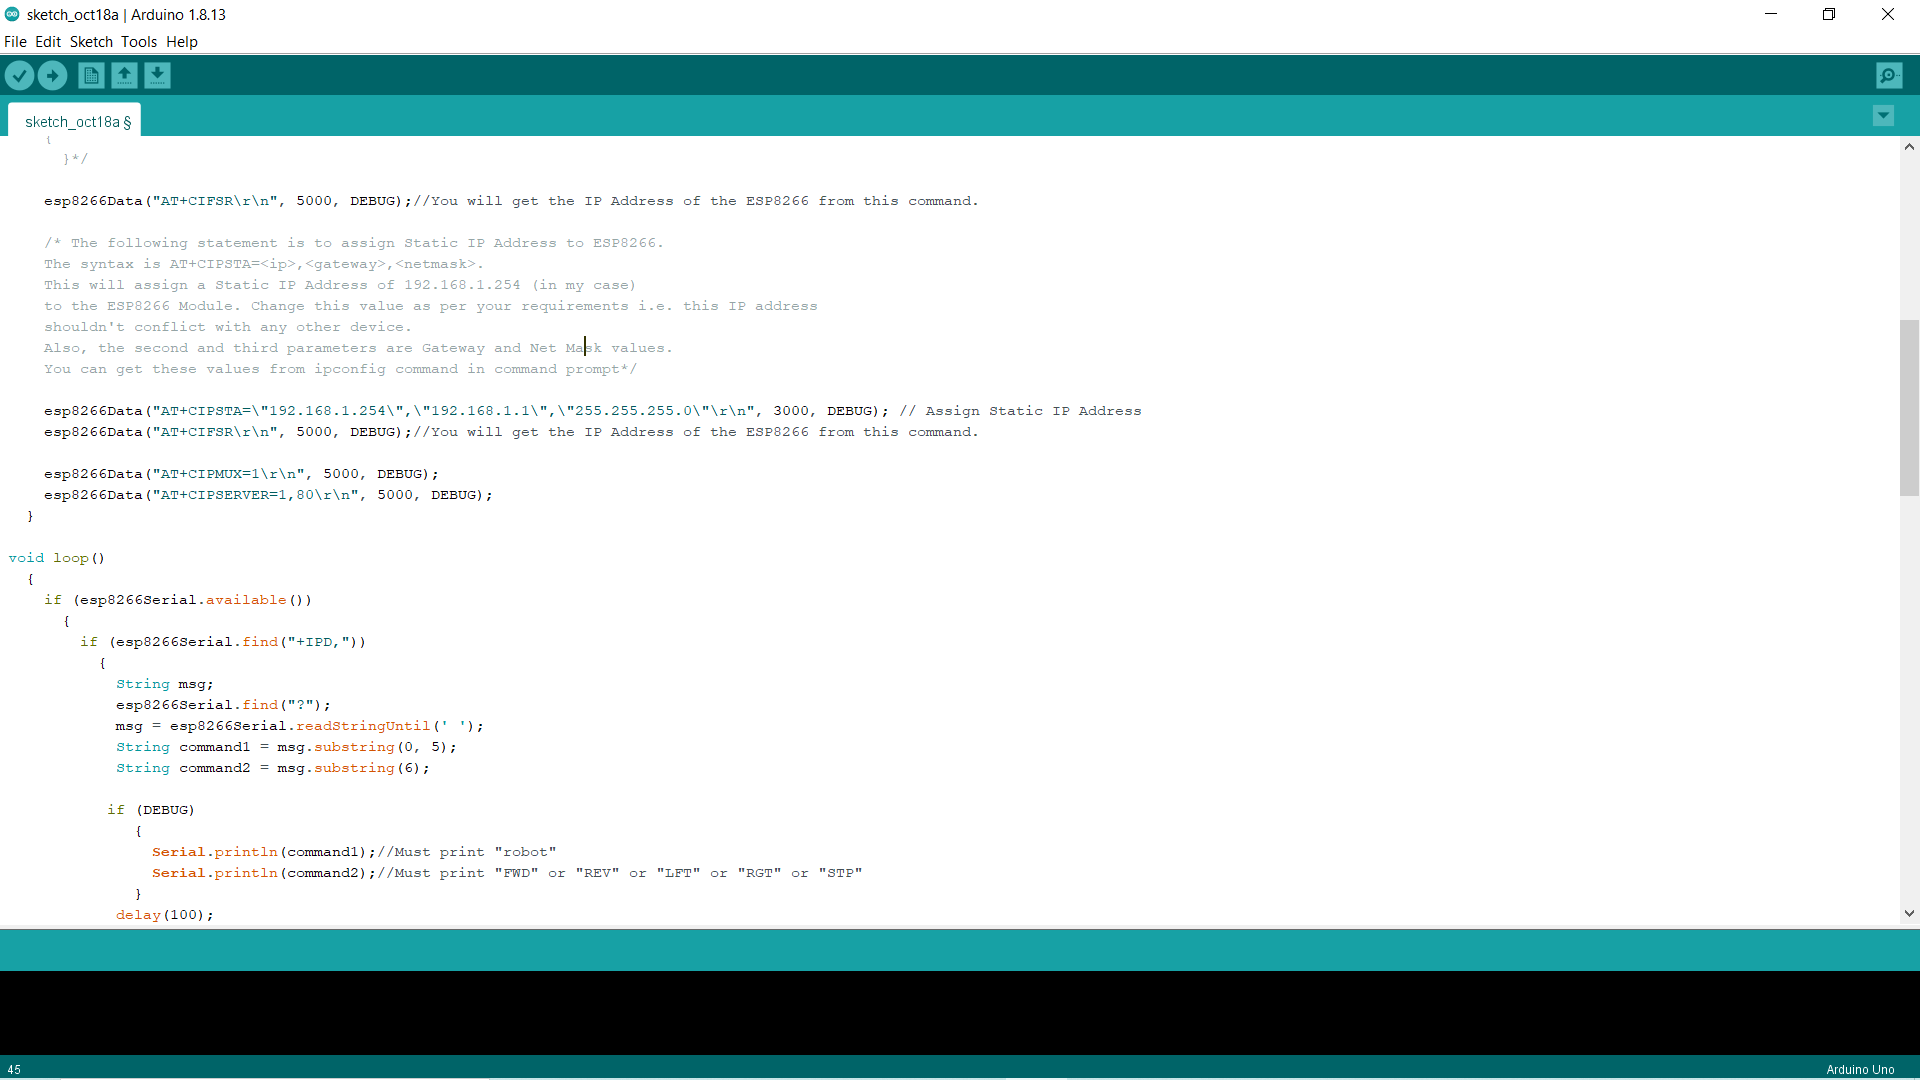 sketch_oct18a | Arduino 1.8.13
File Edit Sketch Tools Help
sketch_oct18a §
{
}*/
esp8266Data("AT+CIFSR\r\n", 5000, DEBUG);//You will get the IP Address of the ESP8266 from this command.
/* The following statement is to assign Static IP Address to ESP8266.
The syntax is AT+CIPSTA=<ip>,<gateway>,<netmask>.
This will assign a Static IP Address of 192.168.1.254 (in my case)
to the ESP8266 Module. Change this value as per your requirements i.e. this IP address
shouldn't conflict with any other device.
Also, the second and third parameters are Gateway and Net Mask values.
You can get these values from ipconfig command in command prompt*/
esp8266Data("AT+CIPSTA=\"192.168.1.254\",\"192.168.1.1\",\"255.255.255.0\"\r\n", 3000, DEBUG); // Assign Static IP Address
esp8266Data("AT+CIFSR\r\n", 5000, DEBUG);//You will get the IP Address of the ESP8266 from this command.
esp8266Data("AT+CIPMUX=1\r\n", 5000, DEBUG);
esp8266Data("AT+CIPSERVER=1,80\r\n", 5000, DEBUG);
}
void loop()
{
if (esp8266Serial.available())
{
if (esp8266Serial.find("+IPD,"))
{
String msg;
esp8266Serial.find("?");
msg = esp8266Serial.readStringUntil(' ');
String command1 = msg.substring(0, 5);
String command2 = msg.substring(6);
if (DEBUG)
{
Serial.println(command1);//Must print "robot"
Serial.println(command2);//Must print "FWD" or "REV" or "LFT" or "RGT" or "STP"
}
delay(100);
45
Arduino Uno